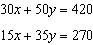 30x + 50y = 420
15x + 35y = 270